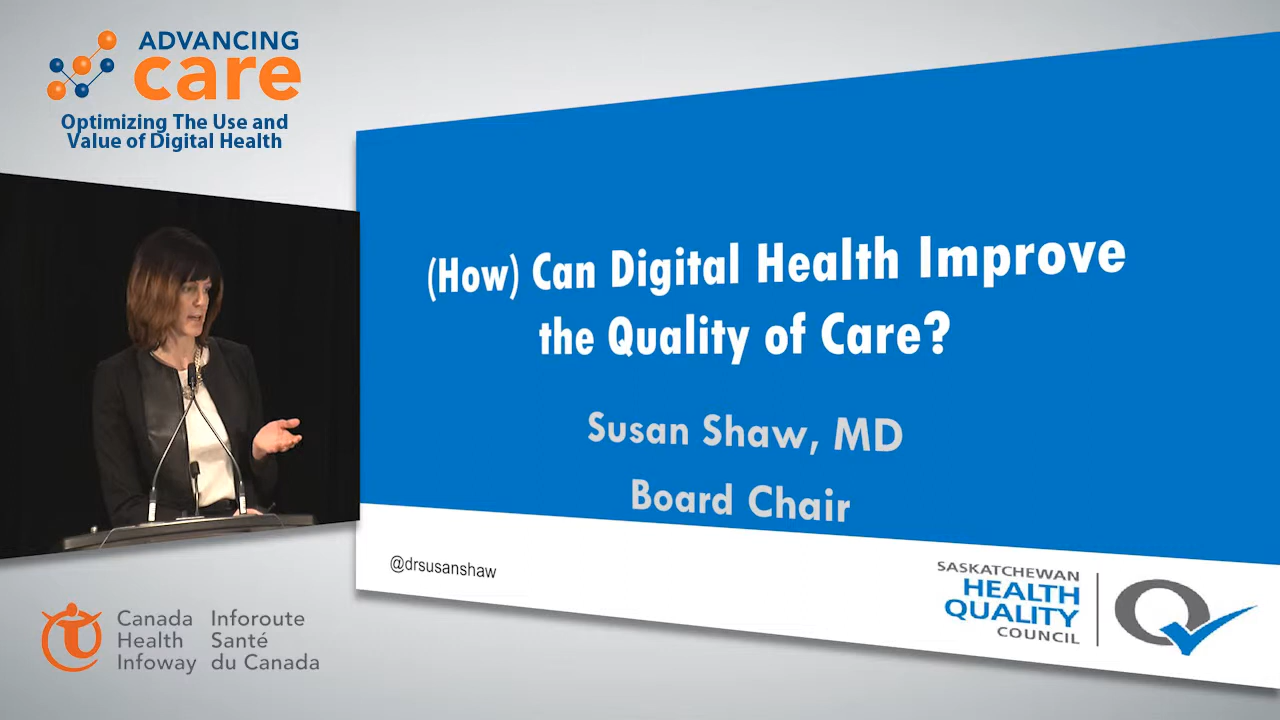 ADVANCING
care
Optimizing The Use and
Value of Digital Health
(How) Can Digital Health Improve
the Quality of Care?
Susan Shaw, MD
Board Chair
@drsusanshaw
SASKATCHEWAN
HEALTH
QUALITY
COUNCIL
Canada Inforoute
Health Santé
Infoway du Canada